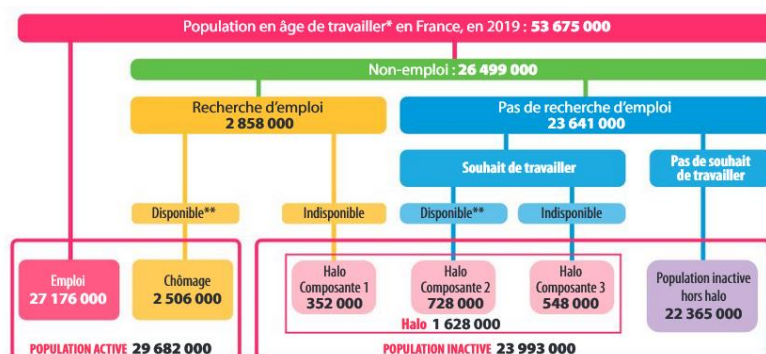 Population en âge de travailler* en France, en 2019 : 53 675 000
Non-emploi : 26 499 000
Recherche d'emploi
2 858 000
Pas de recherche d'emploi
23 641 000
Souhait de travailler
Pas de souhait
de travailler
Disponible**
Indisponible
Disponible**
Indisponible
Emploi
27 176 000
Chômage
2 506 000
Halo
Composante 1
352 000
Halo
Composante 2
728 000
Halo
Composante 3
548 000
Population inactive
hors halo
22 365 000
Halo 1 628 000
POPULATION ACTIVE 29 682 000
POPULATION INACTIVE 23 993 000